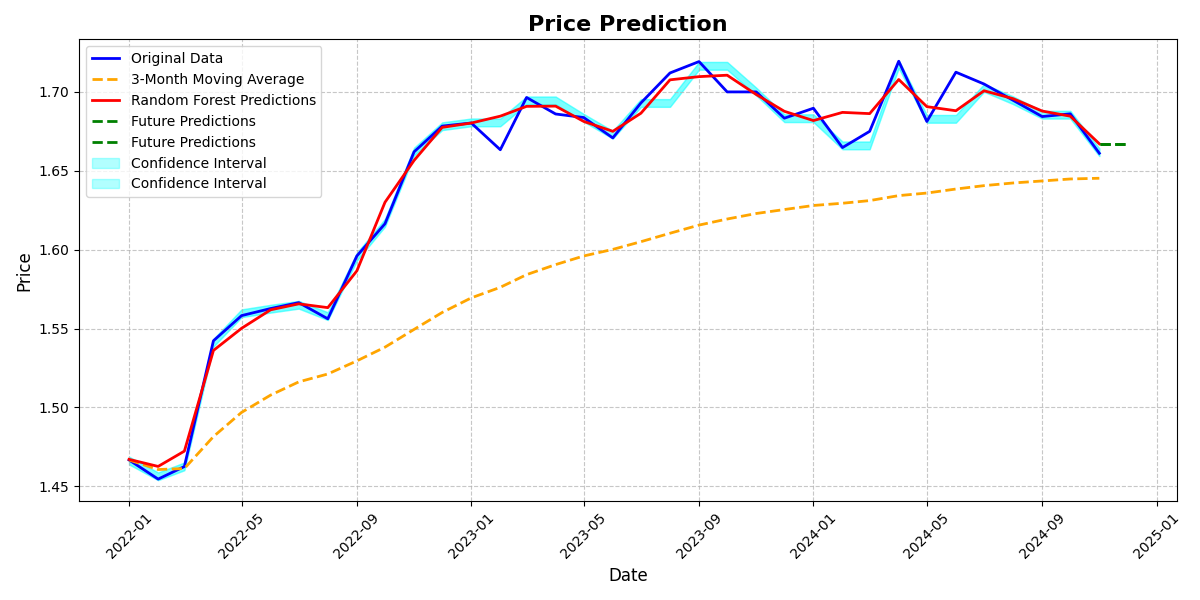 Price Prediction
Original Data
3-Month Moving Average
Random Forest Predictions
Future Predictions
Future Predictions
Confidence Interval
Confidence Interval
Price
1.70
1.65
1.60
1.55
1.50
1.45
2022-01
2022-05
2022-09
2023-01
2023-05
2023-09
2024-01
2024-05
2024-09
2025-01
Date